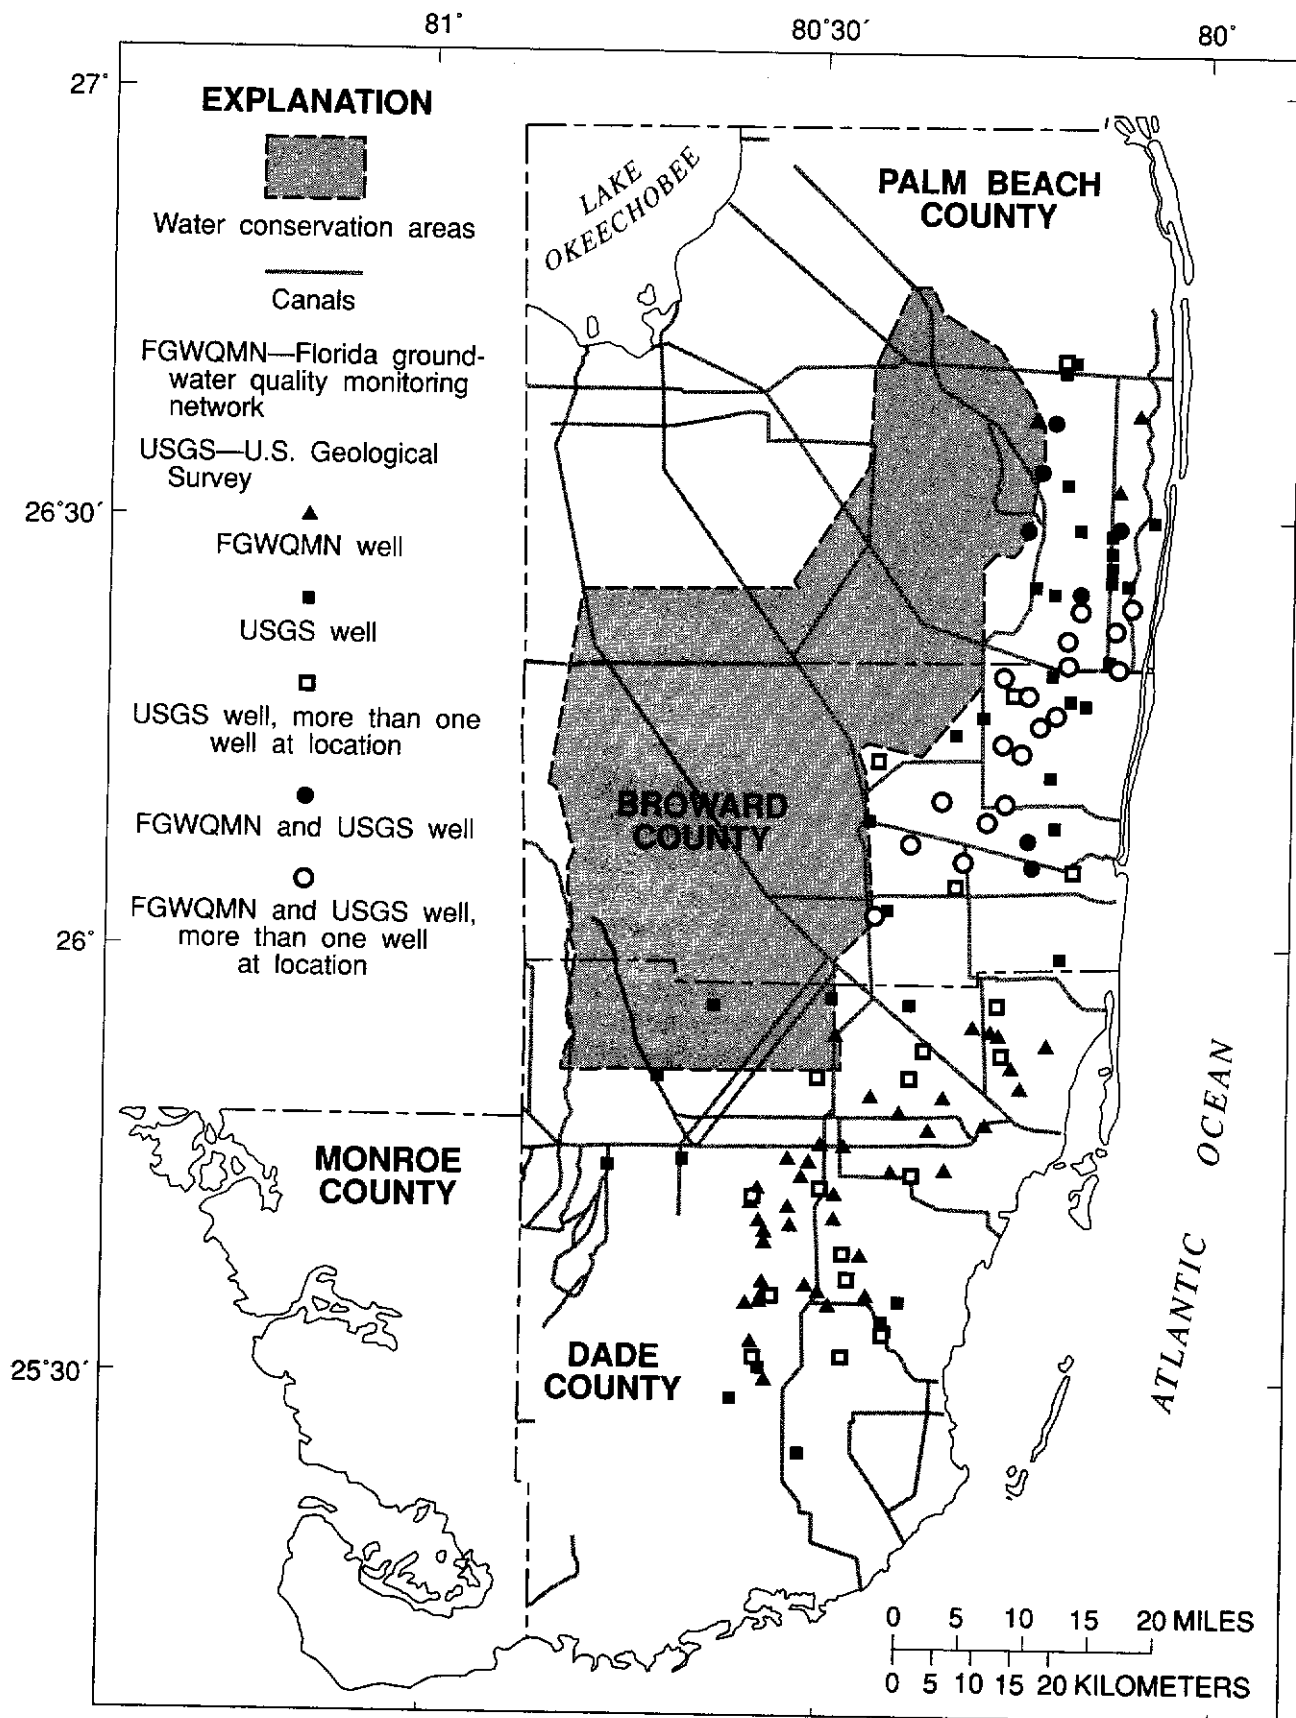 81°
80°30′
80°
27°
EXPLANATION
Water conservation areas
Canals
FGWQMN—Florida ground-
water quality monitoring
network
USGS—U.S. Geological
Survey
FGWQMN well
USGS well
USGS well, more than one
well at location
FGWQMN and USGS well
FGWQMN and USGS well,
more than one well
at location
26°30′
26°
25°30′
LAKE
OKEECHOBEE
PALM BEACH
COUNTY
BROWARD
COUNTY
MONROE
COUNTY
DADE
COUNTY
ATLANTIC OCEAN
0 5 10 15 20 MILES
0 5 10 15 20 KILOMETERS